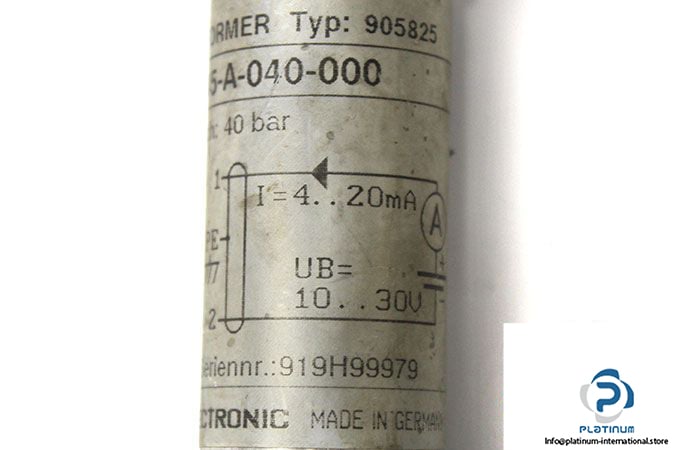 ORMER Typ: 905825
5-A-040-000
h: 40 bar
1
I=4..20mA
A
PE
UB=
+
10..30V
2
eriennr.:919H99979
CTRONIC MADE IN GERMAN
PLATINUM
Info@platinum-international.store